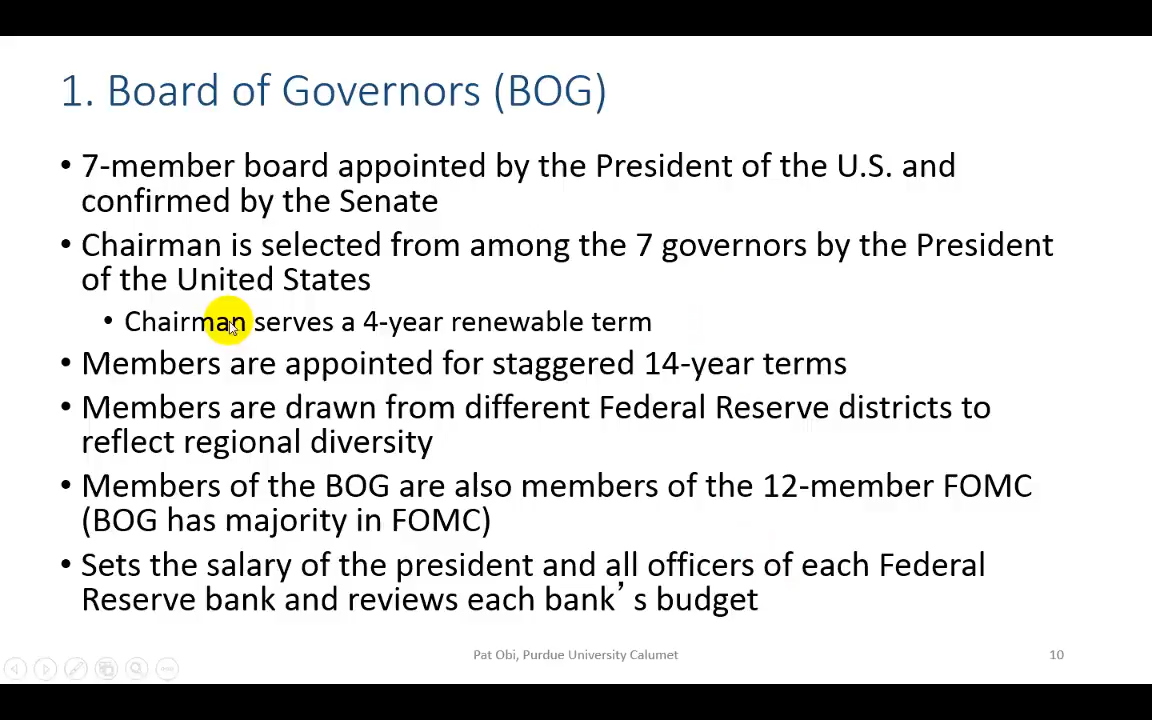 1. Board of Governors (BOG)
• 7-member board appointed by the President of the U.S. and
confirmed by the Senate
• Chairman is selected from among the 7 governors by the President
of the United States
• Chairman serves a 4-year renewable term
• Members are appointed for staggered 14-year terms
• Members are drawn from different Federal Reserve districts to
reflect regional diversity
• Members of the BOG are also members of the 12-member FOMC
(BOG has majority in FOMC)
• Sets the salary of the president and all officers of each Federal
Reserve bank and reviews each bank’ s budget
Pat Obi, Purdue University Calumet
10